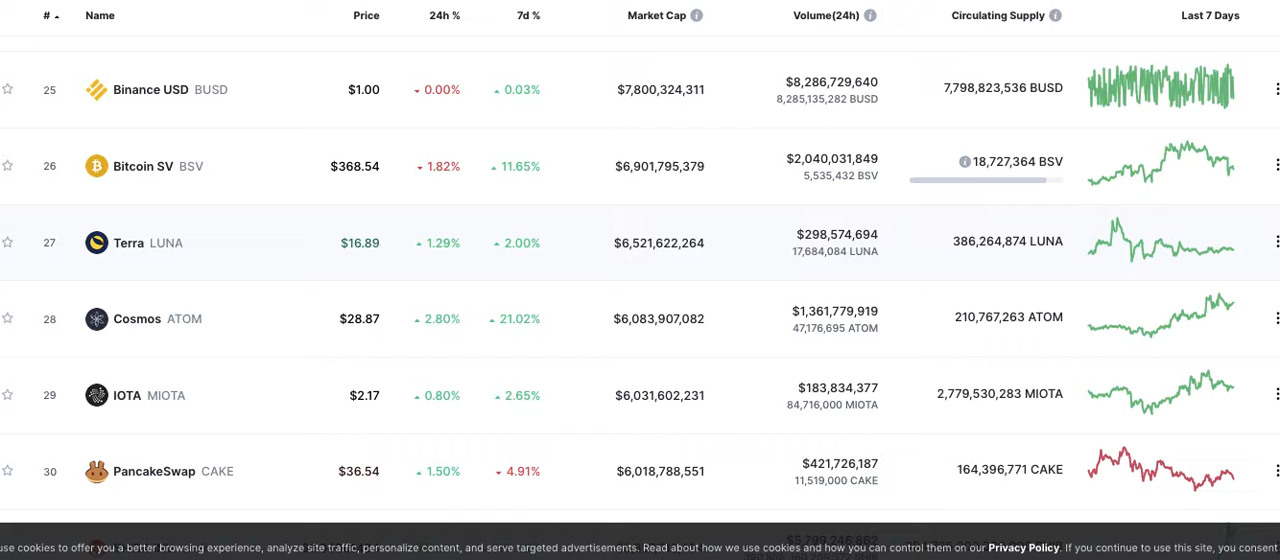 # Name Price 24h % 7d % Market Cap Volume(24h) Circulating Supply Last 7 Days
25 Binance USD BUSD $1.00 0.00% 0.03% $7,800,324,311 $8,286,729,640 7,798,823,536 BUSD
8,285,135,282 BUSD
26 Bitcoin SV BSV $368.54 1.82% 11.65% $6,901,795,379 $2,040,031,849 18,727,364 BSV
5,535,432 BSV
27 Terra LUNA $16.89 1.29% 2.00% $6,521,622,264 $298,574,694 386,264,874 LUNA
17,684,084 LUNA
28 Cosmos ATOM $28.87 2.80% 21.02% $6,083,907,082 $1,361,779,919 210,767,263 ATOM
47,176,695 ATOM
29 IOTA MIOTA $2.17 0.80% 2.65% $6,031,602,231 $183,834,377 2,779,530,283 MIOTA
84,716,000 MIOTA
30 PancakeSwap CAKE $36.54 1.50% 4.91% $6,018,788,551 $421,726,187 164,396,771 CAKE
11,519,000 CAKE
$5,799,246,862
use cookies to offer you a better browsing experience, analyze site traffic, personalize content, and serve targeted advertisements. Read about how we use cookies and how you can control them on our Privacy Policy. If you continue to use this site, you consent